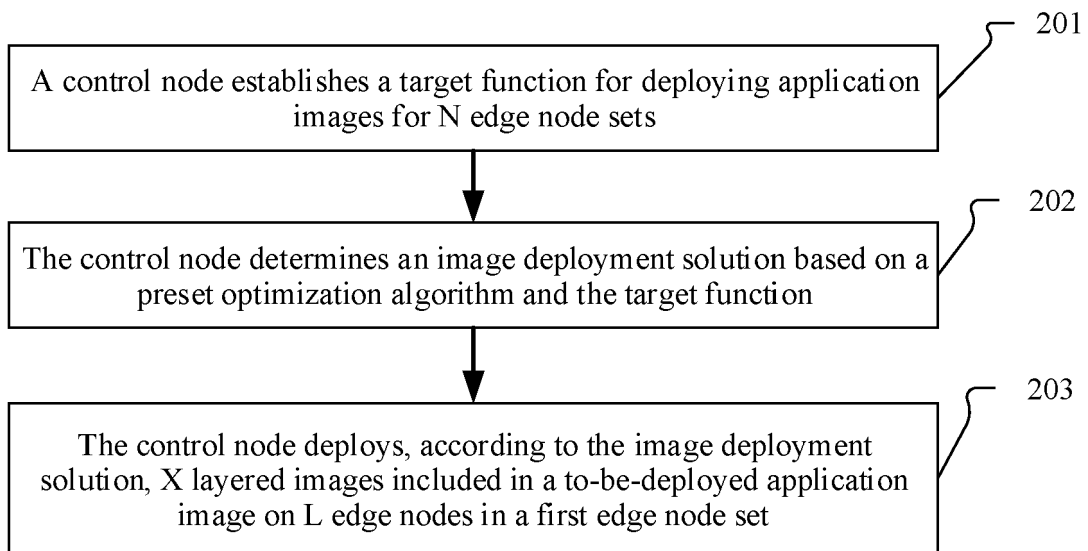 201
A control node establishes a target function for deploying application
images for N edge node sets
202
The control node determines an image deployment solution based on a
preset optimization algorithm and the target function
203
The control node deploys, according to the image deployment
solution, X layered images included in a to-be-deployed application
image on L edge nodes in a first edge node set